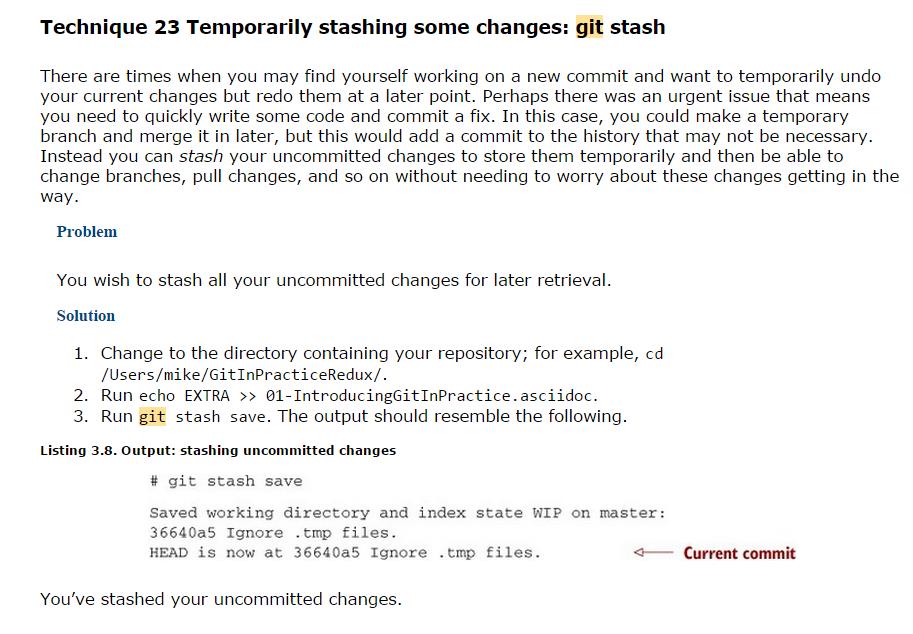 Technique 23 Temporarily stashing some changes: git stash
There are times when you may find yourself working on a new commit and want to temporarily undo
your current changes but redo them at a later point. Perhaps there was an urgent issue that means
you need to quickly write some code and commit a fix. In this case, you could make a temporary
branch and merge it in later, but this would add a commit to the history that may not be necessary.
Instead you can stash your uncommitted changes to store them temporarily and then be able to
change branches, pull changes, and so on without needing to worry about these changes getting in the
way.
Problem
You wish to stash all your uncommitted changes for later retrieval.
Solution
1. Change to the directory containing your repository; for example, cd
/Users/mike/GitInPracticeRedux/.
2. Run echo EXTRA >> 01-IntroducingGitInPractice.asciidoc.
3. Run git stash save. The output should resemble the following.
Listing 3.8. Output: stashing uncommitted changes
# git stash save
Saved working directory and index state WIP on master:
36640a5 Ignore .tmp files.
HEAD is now at 36640a5 Ignore .tmp files. Current commit
You've stashed your uncommitted changes.